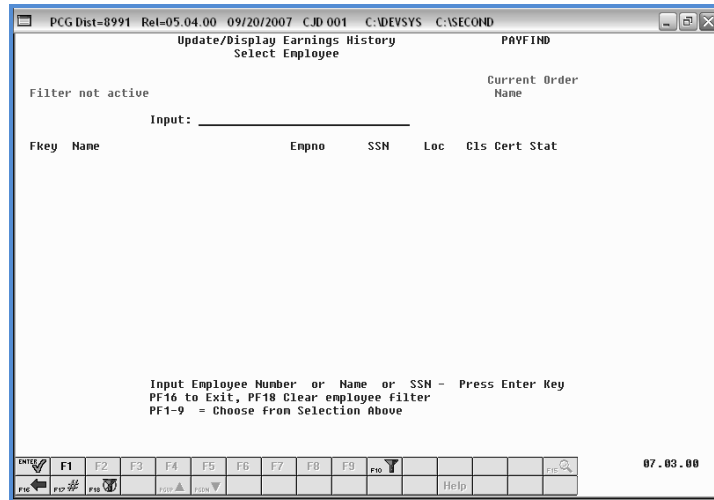 PCG Dist=8991 Rel=05.04.00 09/20/2007 CJD 001 C:\DEVSYS C:\SECOND
Update/Display Earnings History PAYFIND
Select Employee
Current Order
Filter not active Name
Input:
Fkey Name Empno SSN Loc Cls Cert Stat
Input Employee Number or Name or SSN - Press Enter Key
PF16 to Exit, PF18 Clear employee filter
PF1-9 = Choose from Selection Above
ENTER F1 F2 F3 F4 F5 F6 F7 F8 F9 F10 F15 07.03.00
F16 F17 # F18 PGUP PGDN Help